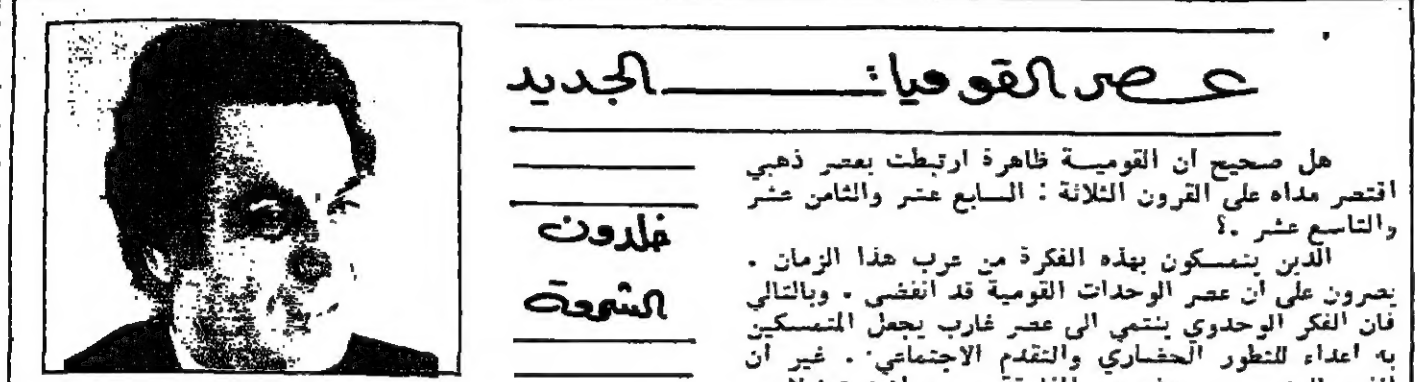 عصر القوميات الجديد
خلدون
الشمعة
هل صحيح ان القوميـة ظاهرة ارتبطت بعصر ذهبي
اقتصر مداه على القرون الثلاثة : السابع عشر والثامن عشر
والتاسع عشر .؟
الذين يتمسكون بهذه الفكرة من عرب هذا الزمان .
يصرون على ان عصر الوحدات القومية قد انقضى . وبالتالي
فان الفكر الوحدوي ينتمي الى عصر غارب يجعل المتمسكين
به اعداء للتطور الحضاري والتقدم الاجتماعي . غير ان